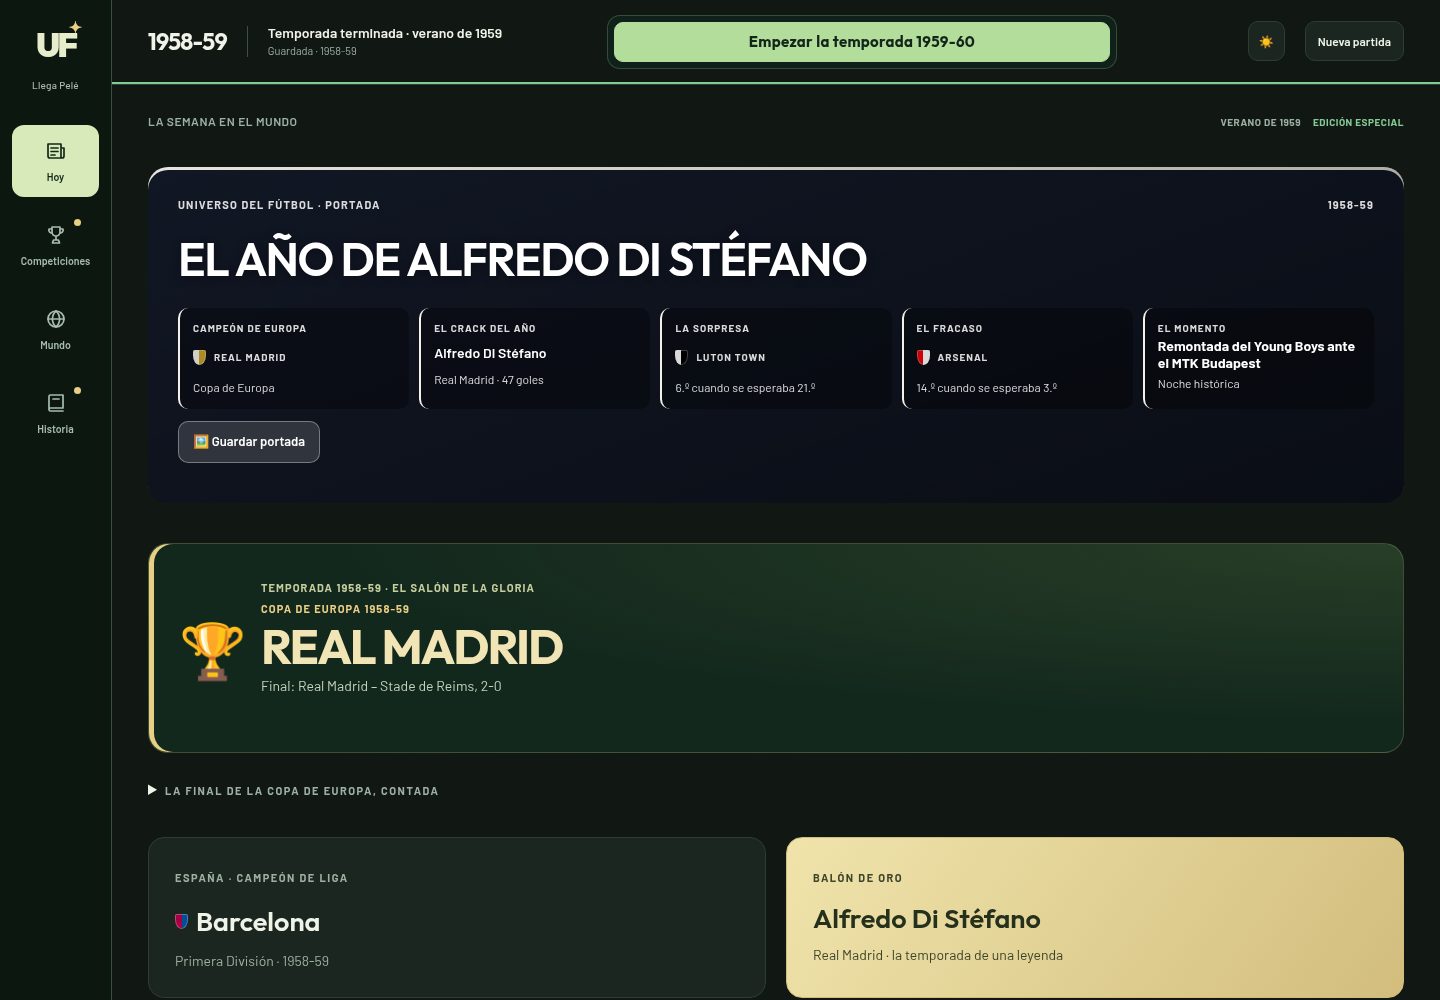 UF
Llega Pelé
Hoy
Competiciones
Mundo
Historia
1958-59
Temporada terminada · verano de 1959
Guardada · 1958-59
Empezar la temporada 1959-60
Nueva partida
LA SEMANA EN EL MUNDO
VERANO DE 1959 EDICIÓN ESPECIAL
UNIVERSO DEL FÚTBOL · PORTADA
1958-59
EL AÑO DE ALFREDO DI STÉFANO
CAMPEÓN DE EUROPA
REAL MADRID
Copa de Europa
EL CRACK DEL AÑO
Alfredo Di Stéfano
Real Madrid · 47 goles
LA SORPRESA
LUTON TOWN
6.º cuando se esperaba 21.º
EL FRACASO
ARSENAL
14.º cuando se esperaba 3.º
EL MOMENTO
Remontada del Young Boys ante
el MTK Budapest
Noche histórica
Guardar portada
TEMPORADA 1958-59 · EL SALÓN DE LA GLORIA
COPA DE EUROPA 1958-59
REAL MADRID
Final: Real Madrid – Stade de Reims, 2-0
LA FINAL DE LA COPA DE EUROPA, CONTADA
ESPAÑA · CAMPEÓN DE LIGA
Barcelona
Primera División · 1958-59
BALÓN DE ORO
Alfredo Di Stéfano
Real Madrid · la temporada de una leyenda